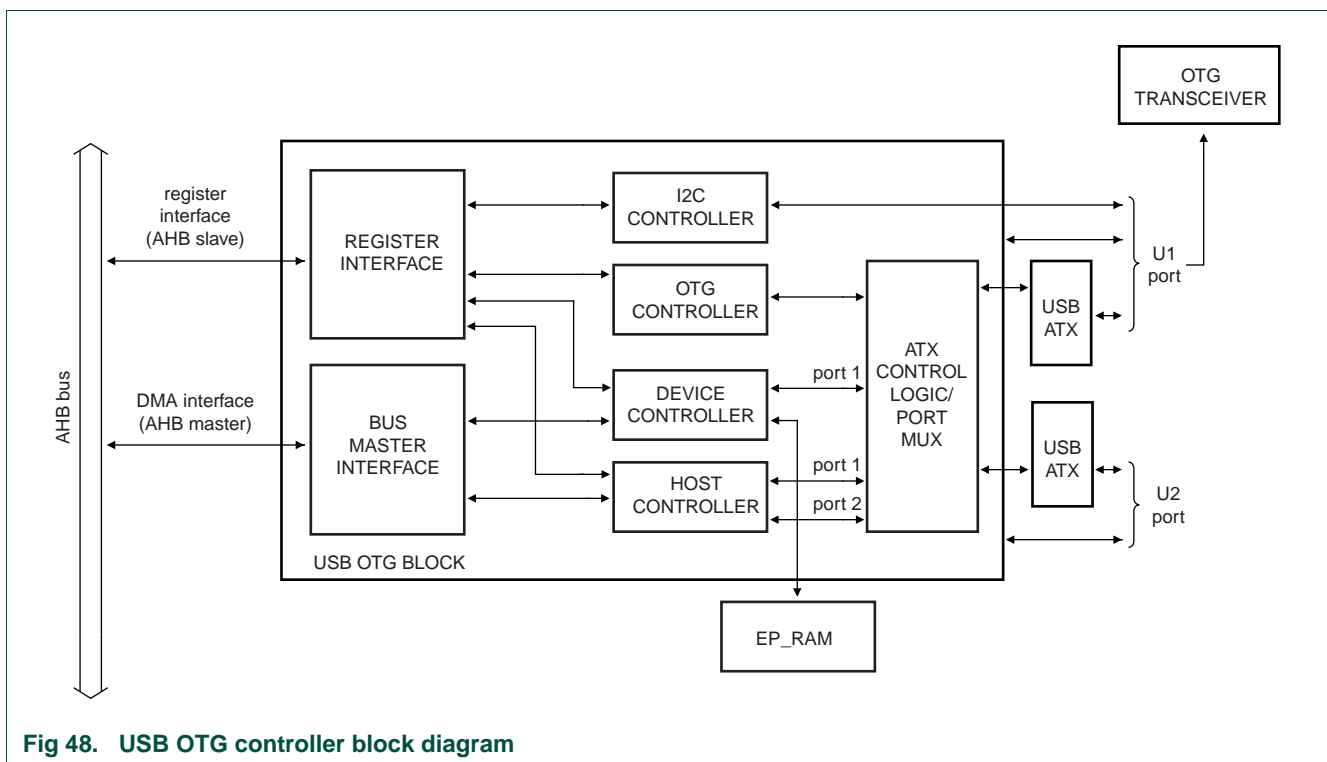 OTG
TRANSCEIVER
AHB bus
register
interface
(AHB slave)
DMA interface
(AHB master)
REGISTER
INTERFACE
BUS
MASTER
INTERFACE
USB OTG BLOCK
I2C
CONTROLLER
OTG
CONTROLLER
DEVICE
CONTROLLER
HOST
CONTROLLER
port 1
port 1
port 2
ATX
CONTROL
LOGIC/
PORT
MUX
USB
ATX
USB
ATX
U1
port
U2
port
EP_RAM
Fig 48. USB OTG controller block diagram